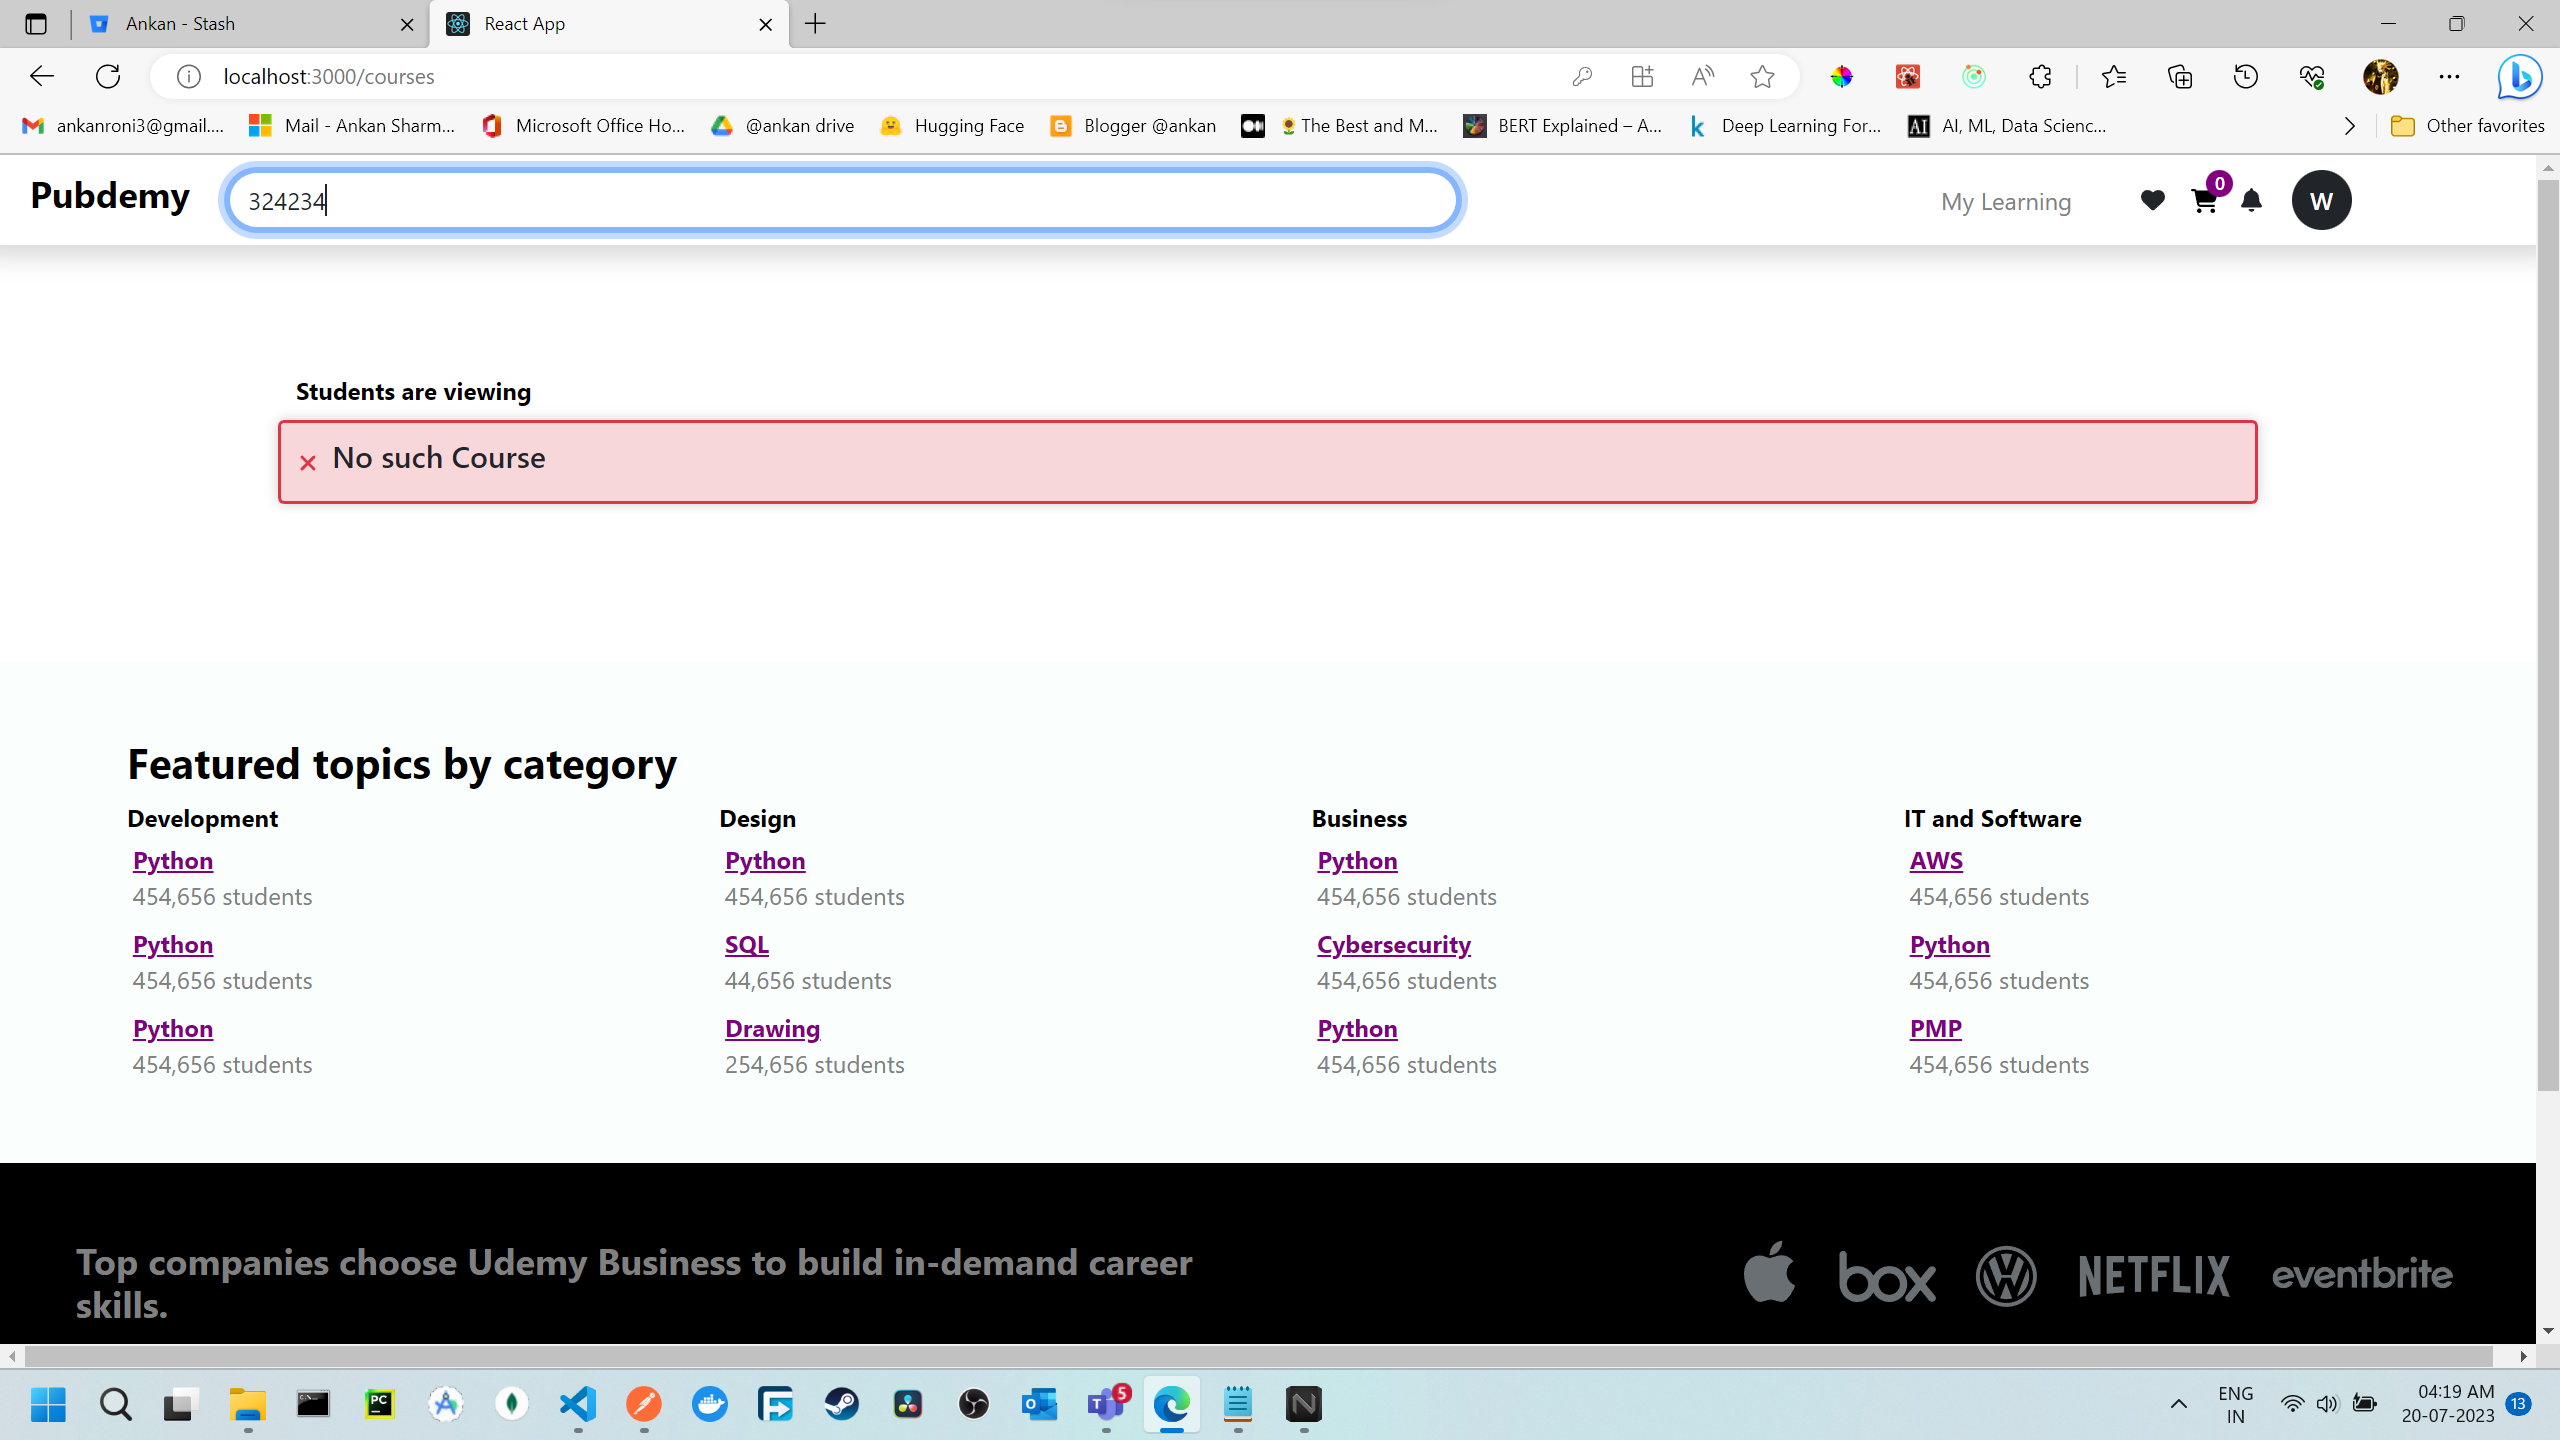 Ankan - Stash
React App
localhost:3000/courses
ankanroni3@gmail....
Mail - Ankan Sharm...
Microsoft Office Ho...
@ankan drive
Hugging Face
Blogger @ankan
The Best and M...
BERT Explained – A...
Deep Learning For...
AI
AI, ML, Data Scienc...
Other favorites
Pubdemy
324234
My Learning
0
W
Students are viewing
No such Course
Featured topics by category
Development
Design
Business
IT and Software
Python
Python
Python
AWS
454,656 students
454,656 students
454,656 students
454,656 students
Python
SQL
Cybersecurity
Python
454,656 students
44,656 students
454,656 students
454,656 students
Python
Drawing
Python
PMP
454,656 students
254,656 students
454,656 students
454,656 students
Top companies choose Udemy Business to build in-demand career
skills.
box
NETFLIX
eventbrite
PC
5
ENG
IN
04:19 AM
20-07-2023
13